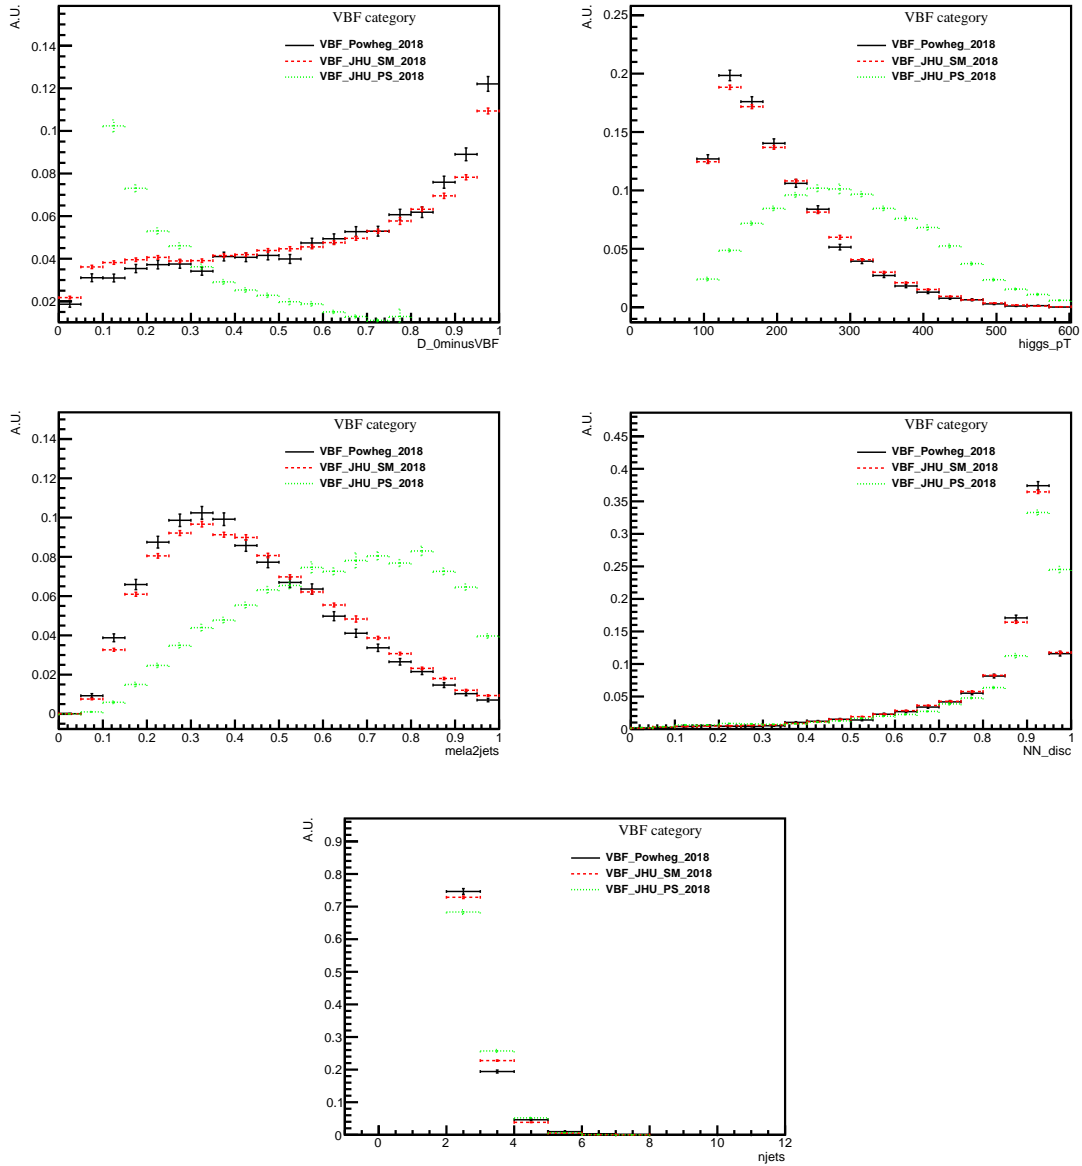 A.U.
VBF category
VBF_Powheg_2018
VBF_JHU_SM_2018
VBF_JHU_PS_2018
0.14
0.12
0.1
0.08
0.06
0.04
0.02
0 0.1 0.2 0.3 0.4 0.5 0.6 0.7 0.8 0.9 1
D_0minusVBF
A.U.
VBF category
VBF_Powheg_2018
VBF_JHU_SM_2018
VBF_JHU_PS_2018
0.2
0.15
0.1
0.05
0
0 100 200 300 400 500 600
higgs_pT
A.U.
VBF category
VBF_Powheg_2018
VBF_JHU_SM_2018
VBF_JHU_PS_2018
0.14
0.12
0.1
0.08
0.06
0.04
0.02
0
0 0.1 0.2 0.3 0.4 0.5 0.6 0.7 0.8 0.9 1
mela2jets
A.U.
VBF category
VBF_Powheg_2018
VBF_JHU_SM_2018
VBF_JHU_PS_2018
0.45
0.4
0.35
0.3
0.25
0.2
0.15
0.1
0.05
0
0 0.1 0.2 0.3 0.4 0.5 0.6 0.7 0.8 0.9 1
NN_disc
A.U.
VBF category
VBF_Powheg_2018
VBF_JHU_SM_2018
VBF_JHU_PS_2018
0.9
0.8
0.7
0.6
0.5
0.4
0.3
0.2
0.1
0
0 2 4 6 8 10 12
njets